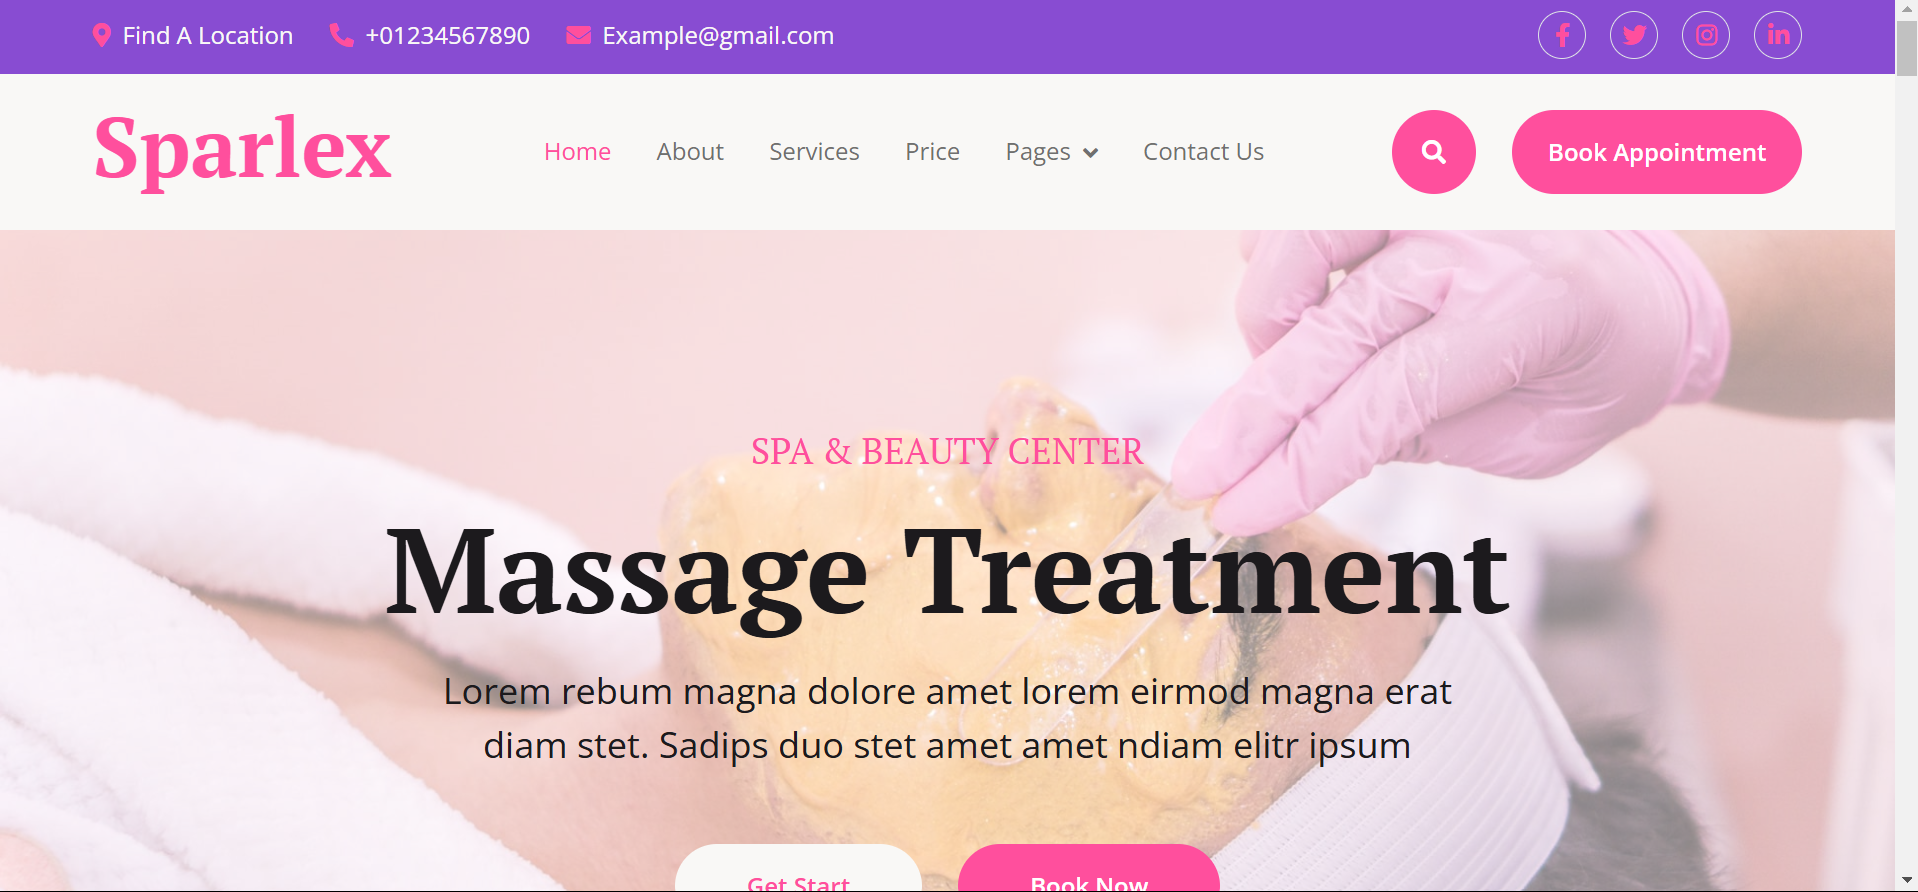 Find A Location +01234567890 Example@gmail.com
Sparlex Home About Services Price Pages Contact Us Book Appointment
SPA & BEAUTY CENTER
Massage Treatment
Lorem rebum magna dolore amet lorem eirmod magna erat
diam stet. Sadips duo stet amet amet ndiam elitr ipsum
Get Start Book Now